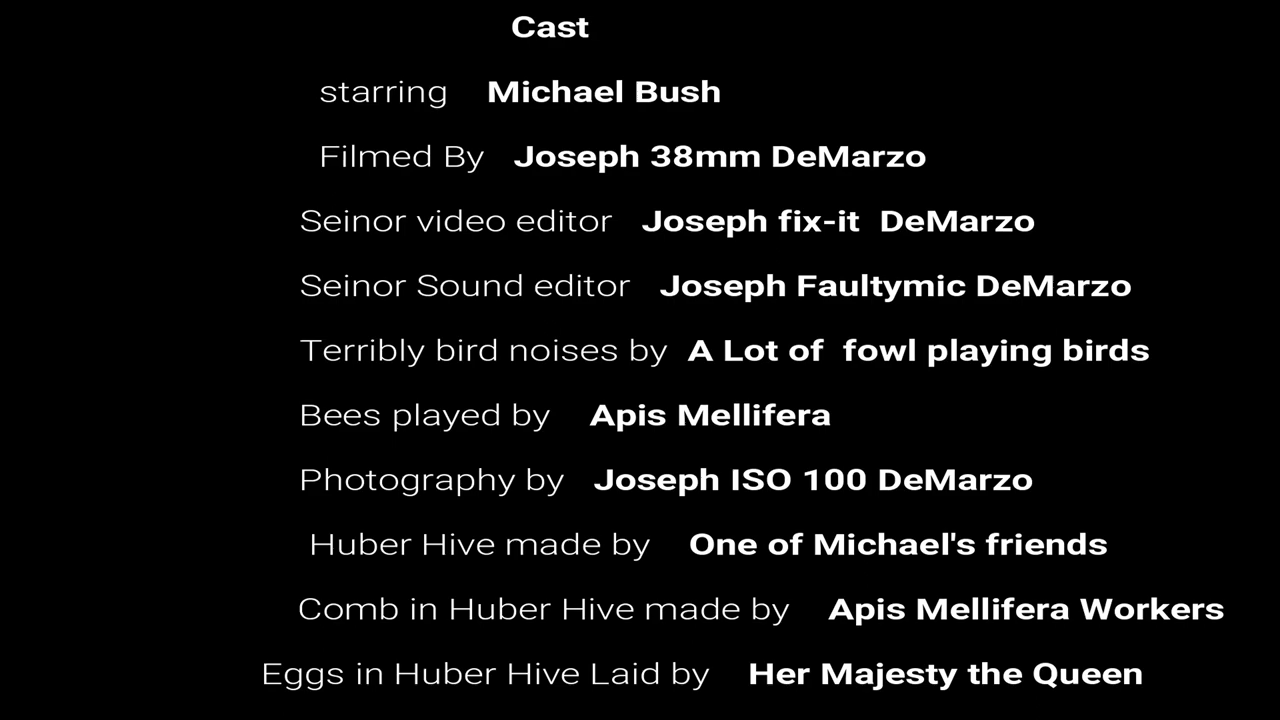 Cast
starring Michael Bush
Filmed By Joseph 38mm DeMarzo
Seinor video editor Joseph fix-it DeMarzo
Seinor Sound editor Joseph Faultymic DeMarzo
Terribly bird noises by A Lot of fowl playing birds
Bees played by Apis Mellifera
Photography by Joseph ISO 100 DeMarzo
Huber Hive made by One of Michael's friends
Comb in Huber Hive made by Apis Mellifera Workers
Eggs in Huber Hive Laid by Her Majesty the Queen